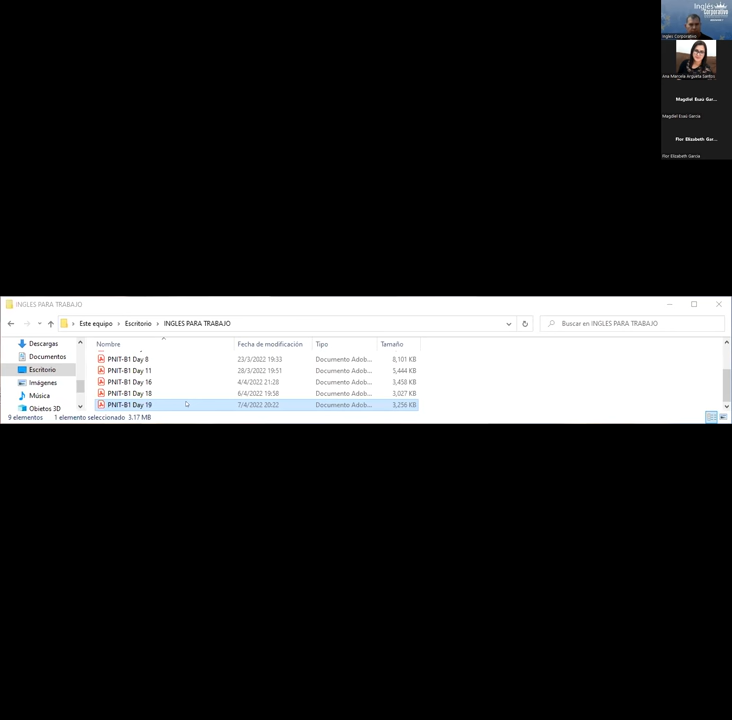 Inglés
Corporativo
Ingles Corporativo
Ana Marcela Argueta Santos
Magdiel Esaú Gar...
Magdiel Esaú Garcia
Flor Elizabeth Gar...
Flor Elizabeth Garcia
INGLES PARA TRABAJO
Este equipo > Escritorio > INGLES PARA TRABAJO
Buscar en INGLES PARA TRABAJO
Descargas
Documentos
Escritorio
Imágenes
Música
Objetos 3D
Nombre Fecha de modificación Tipo Tamaño
PNIT-B1 Day 8 23/3/2022 19:33 Documento Adob... 8,101 KB
PNIT-B1 Day 11 28/3/2022 19:51 Documento Adob... 5,444 KB
PNIT-B1 Day 16 4/4/2022 21:28 Documento Adob... 3,458 KB
PNIT-B1 Day 18 6/4/2022 19:58 Documento Adob... 3,027 KB
PNIT-B1 Day 19 7/4/2022 20:22 Documento Adob... 3,256 KB
9 elementos 1 elemento seleccionado 3.17 MB